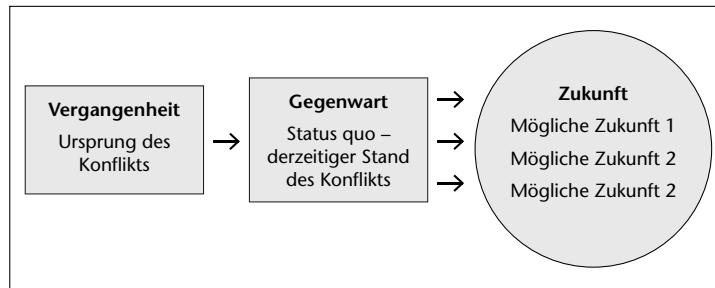 Vergangenheit
Ursprung des
Konflikts
Gegenwart
Status quo –
derzeitiger Stand
des Konflikts
Zukunft
Mögliche Zukunft 1
Mögliche Zukunft 2
Mögliche Zukunft 2